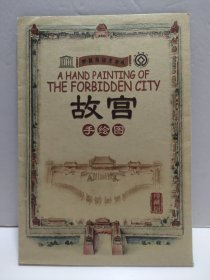 A HAND PAINTING OF
THE FORBIDDEN CITY
故宫
手绘图